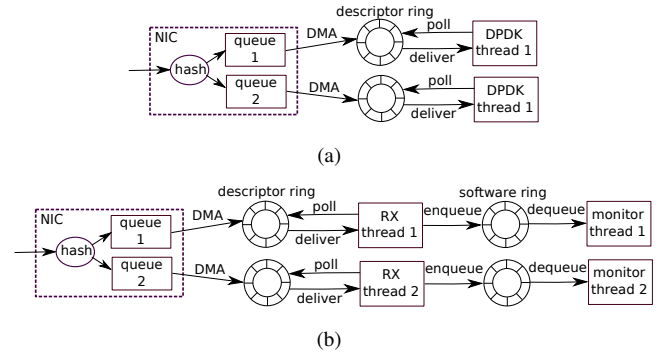 descriptor ring
NIC
queue
1
DMA
poll
deliver
DPDK
thread 1
hash
queue
2
DMA
poll
deliver
DPDK
thread 1
(a)
descriptor ring
software ring
NIC
queue
1
DMA
poll
deliver
RX
thread 1
enqueue
dequeue
monitor
thread 1
hash
queue
2
DMA
poll
deliver
RX
thread 2
enqueue
dequeue
monitor
thread 2
(b)